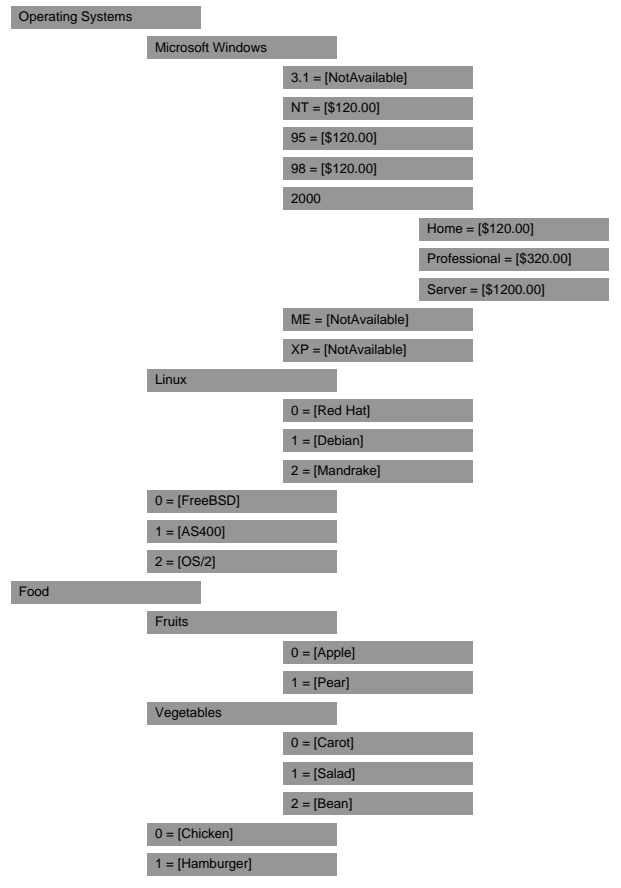 Operating Systems
Microsoft Windows
3.1 = [NotAvailable]
NT = [$120.00]
95 = [$120.00]
98 = [$120.00]
2000
Home = [$120.00]
Professional = [$320.00]
Server = [$1200.00]
ME = [NotAvailable]
XP = [NotAvailable]
Linux
0 = [Red Hat]
1 = [Debian]
2 = [Mandrake]
0 = [FreeBSD]
1 = [AS400]
2 = [OS/2]
Food
Fruits
0 = [Apple]
1 = [Pear]
Vegetables
0 = [Carot]
1 = [Salad]
2 = [Bean]
0 = [Chicken]
1 = [Hamburger]